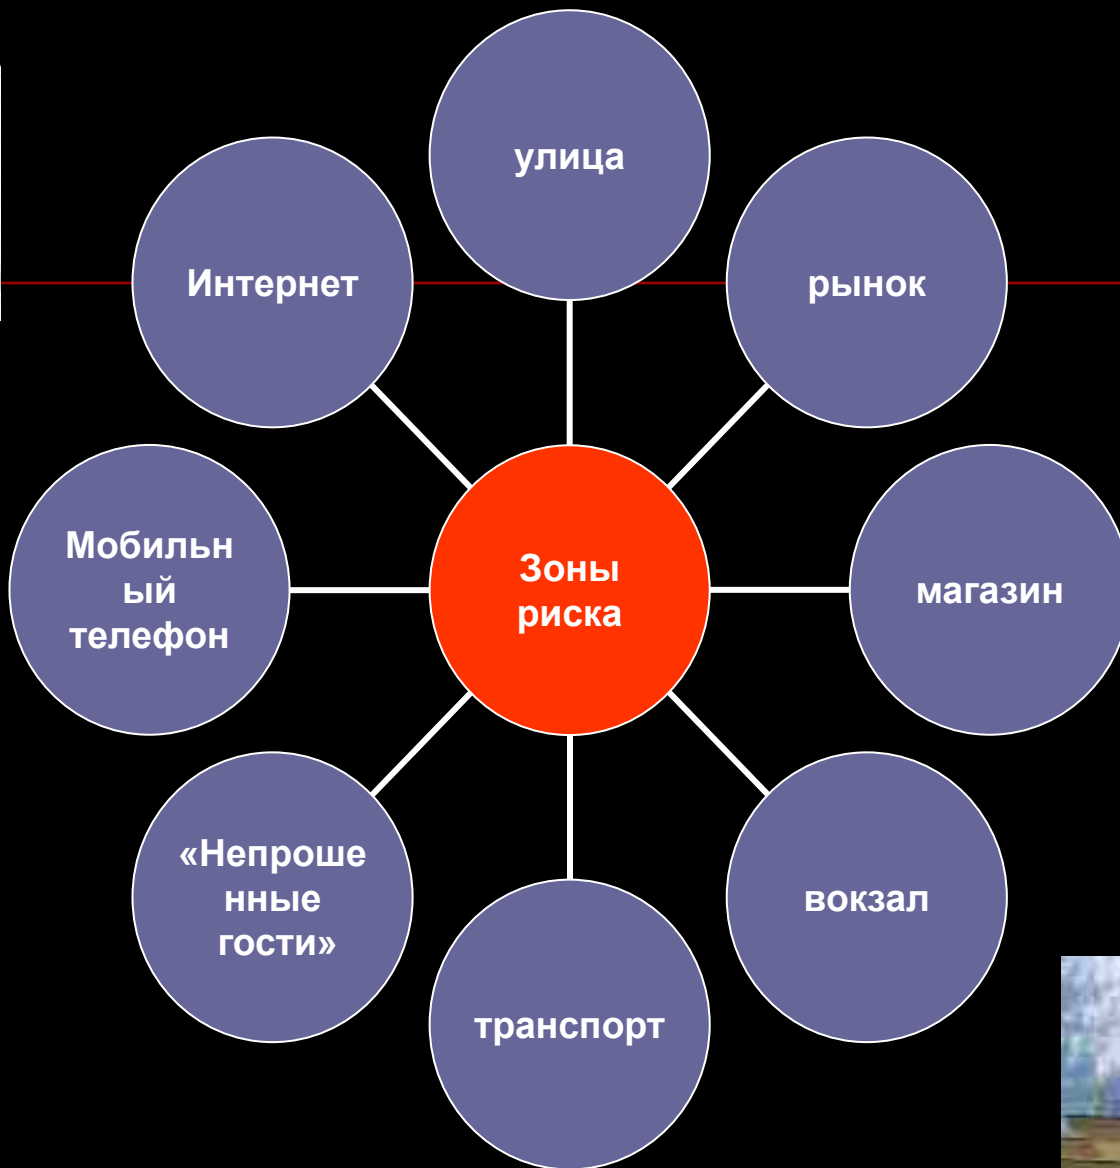 улица
Интернет
рынок
Мобильн
ый
телефон
Зоны
риска
магазин
«Непроше
нные
гости»
вокзал
транспорт